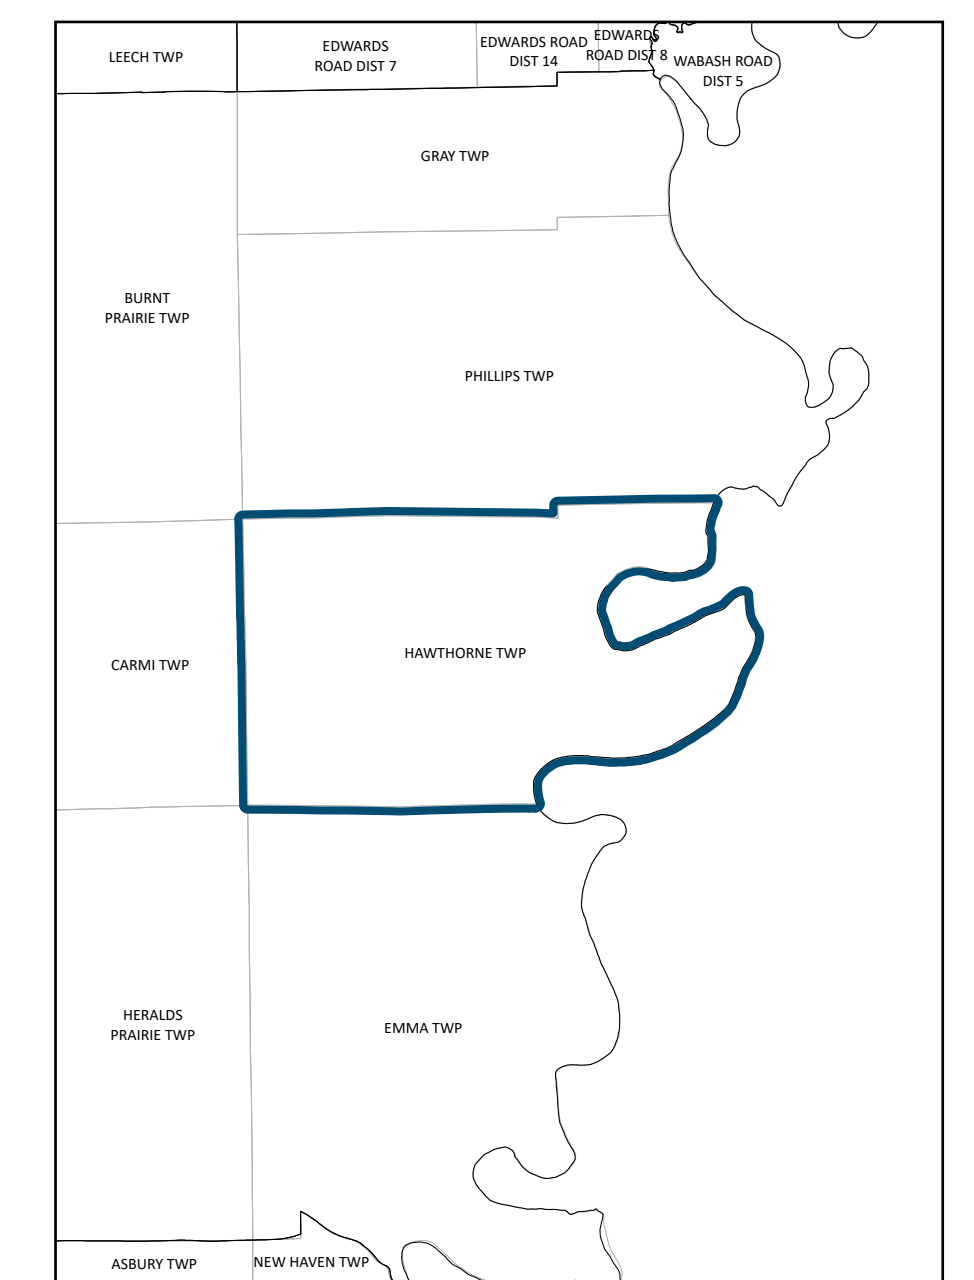 LEECH TWP
EDWARDS
ROAD DIST 7
EDWARDS ROAD
DIST 14
EDWARDS
ROAD DIST 8
WABASH ROAD
DIST 5
GRAY TWP
BURNT
PRAIRIE TWP
PHILLIPS TWP
CARMI TWP
HAWTHORNE TWP
HERALDS
PRAIRIE TWP
EMMA TWP
ASBURY TWP
NEW HAVEN TWP